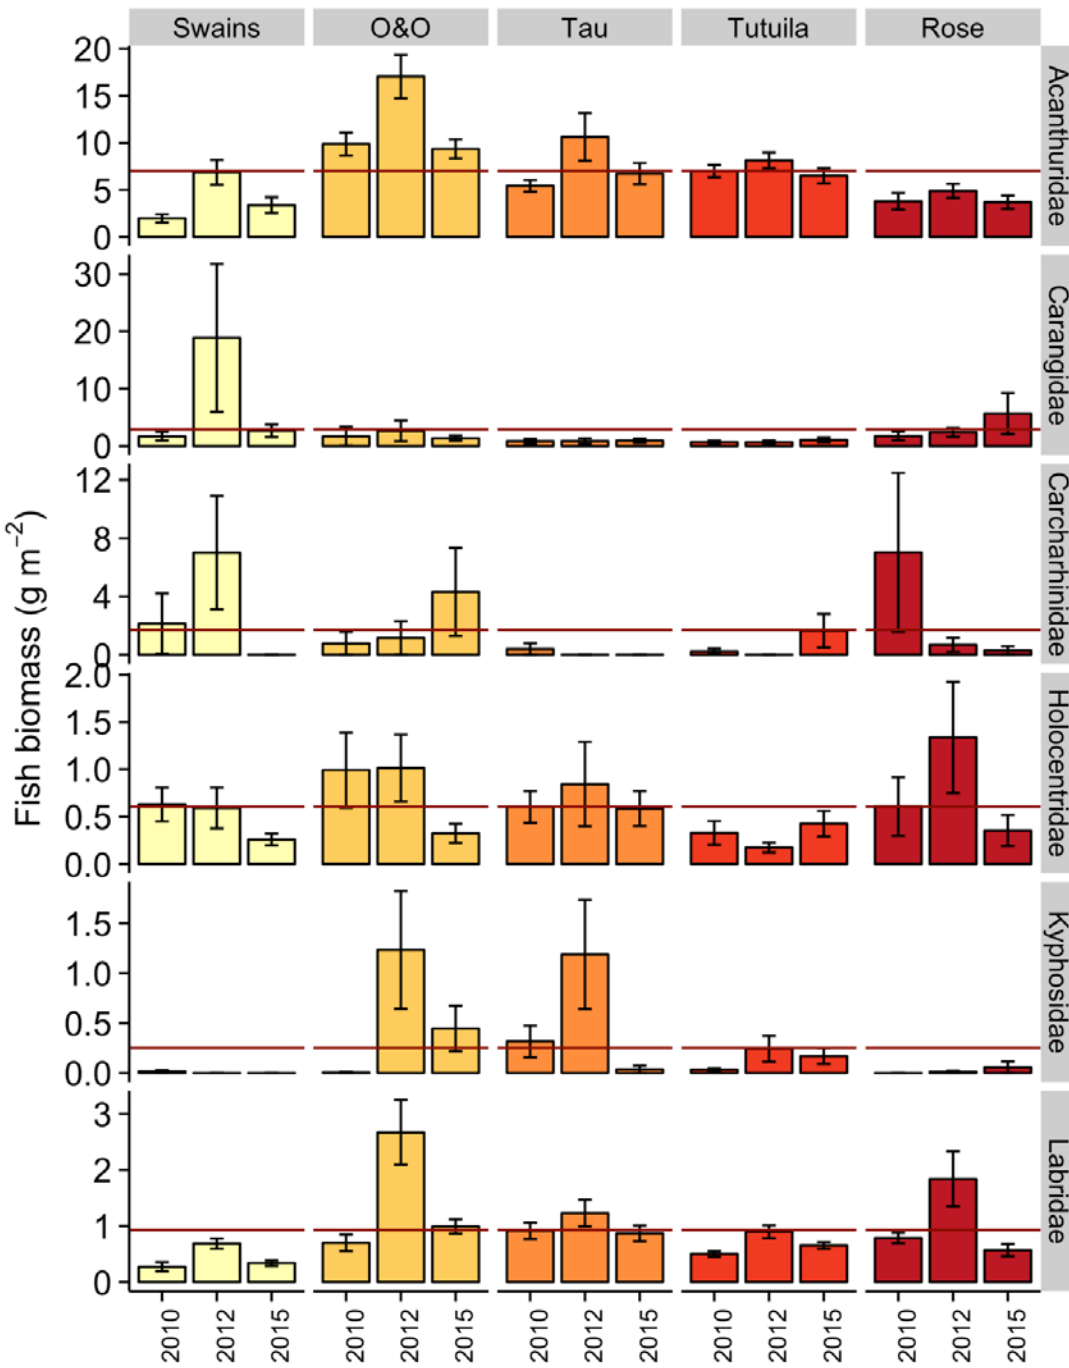 Swains O&O Tau Tutuila Rose
Fish biomass (g m⁻²)
20
15
10
5
0
Acanthuridae
30
20
10
0
Carangidae
12
8
4
0
Carcharhinidae
2.0
1.5
1.0
0.5
0.0
Holocentridae
1.5
1.0
0.5
0.0
Kyphosidae
3
2
1
0
Labridae
2010 2012 2015 2010 2012 2015 2010 2012 2015 2010 2012 2015 2010 2012 2015